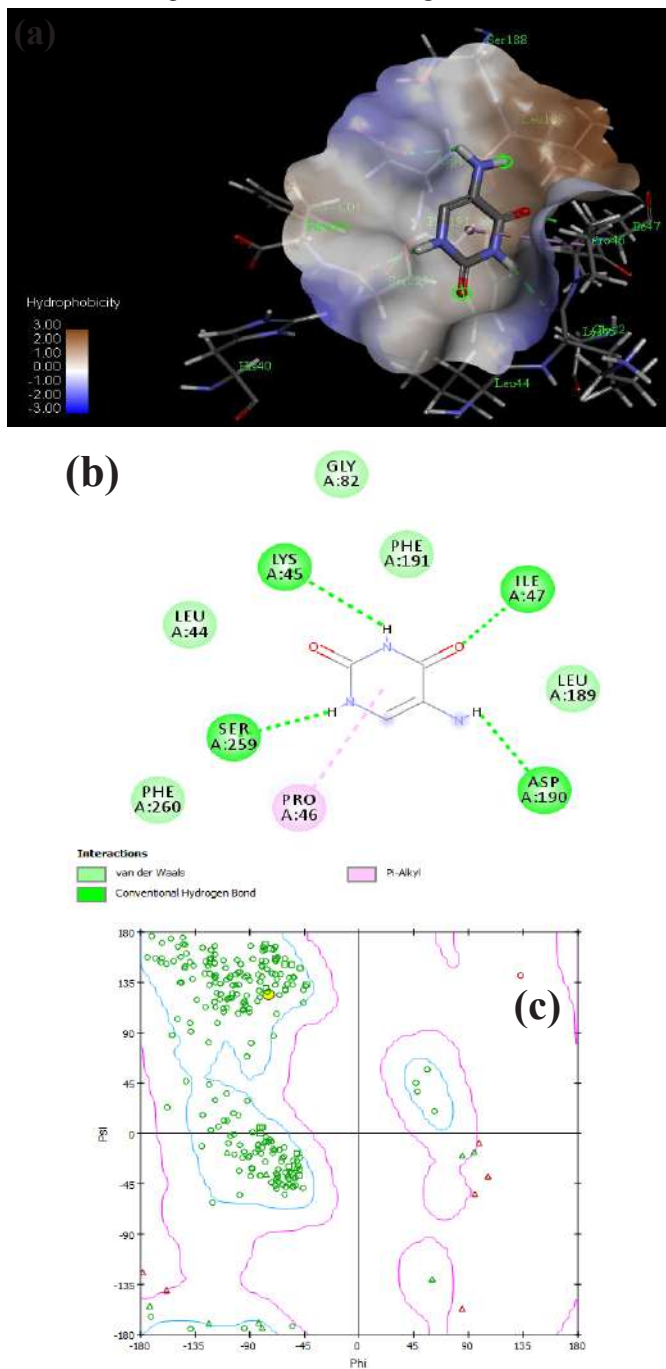 (a)
Ser188
His40
Leu44
Pro46
Hydrophobicity
3.00
2.00
1.00
0.00
-1.00
-2.00
-3.00
(b)
GLY
A:82
LYS
A:45
PHE
A:191
ILE
A:47
LEU
A:44
LEU
A:189
SER
A:259
ASP
A:190
PHE
A:260
PRO
A:46
H
O
N
O
N
H
N
H
Interactions
van der Waals
Conventional Hydrogen Bond
Pi-Alkyl
(c)
180
135
90
45
0
-45
-90
-135
-180
PSI
-180
-135
-90
-45
0
45
90
135
180
Phi